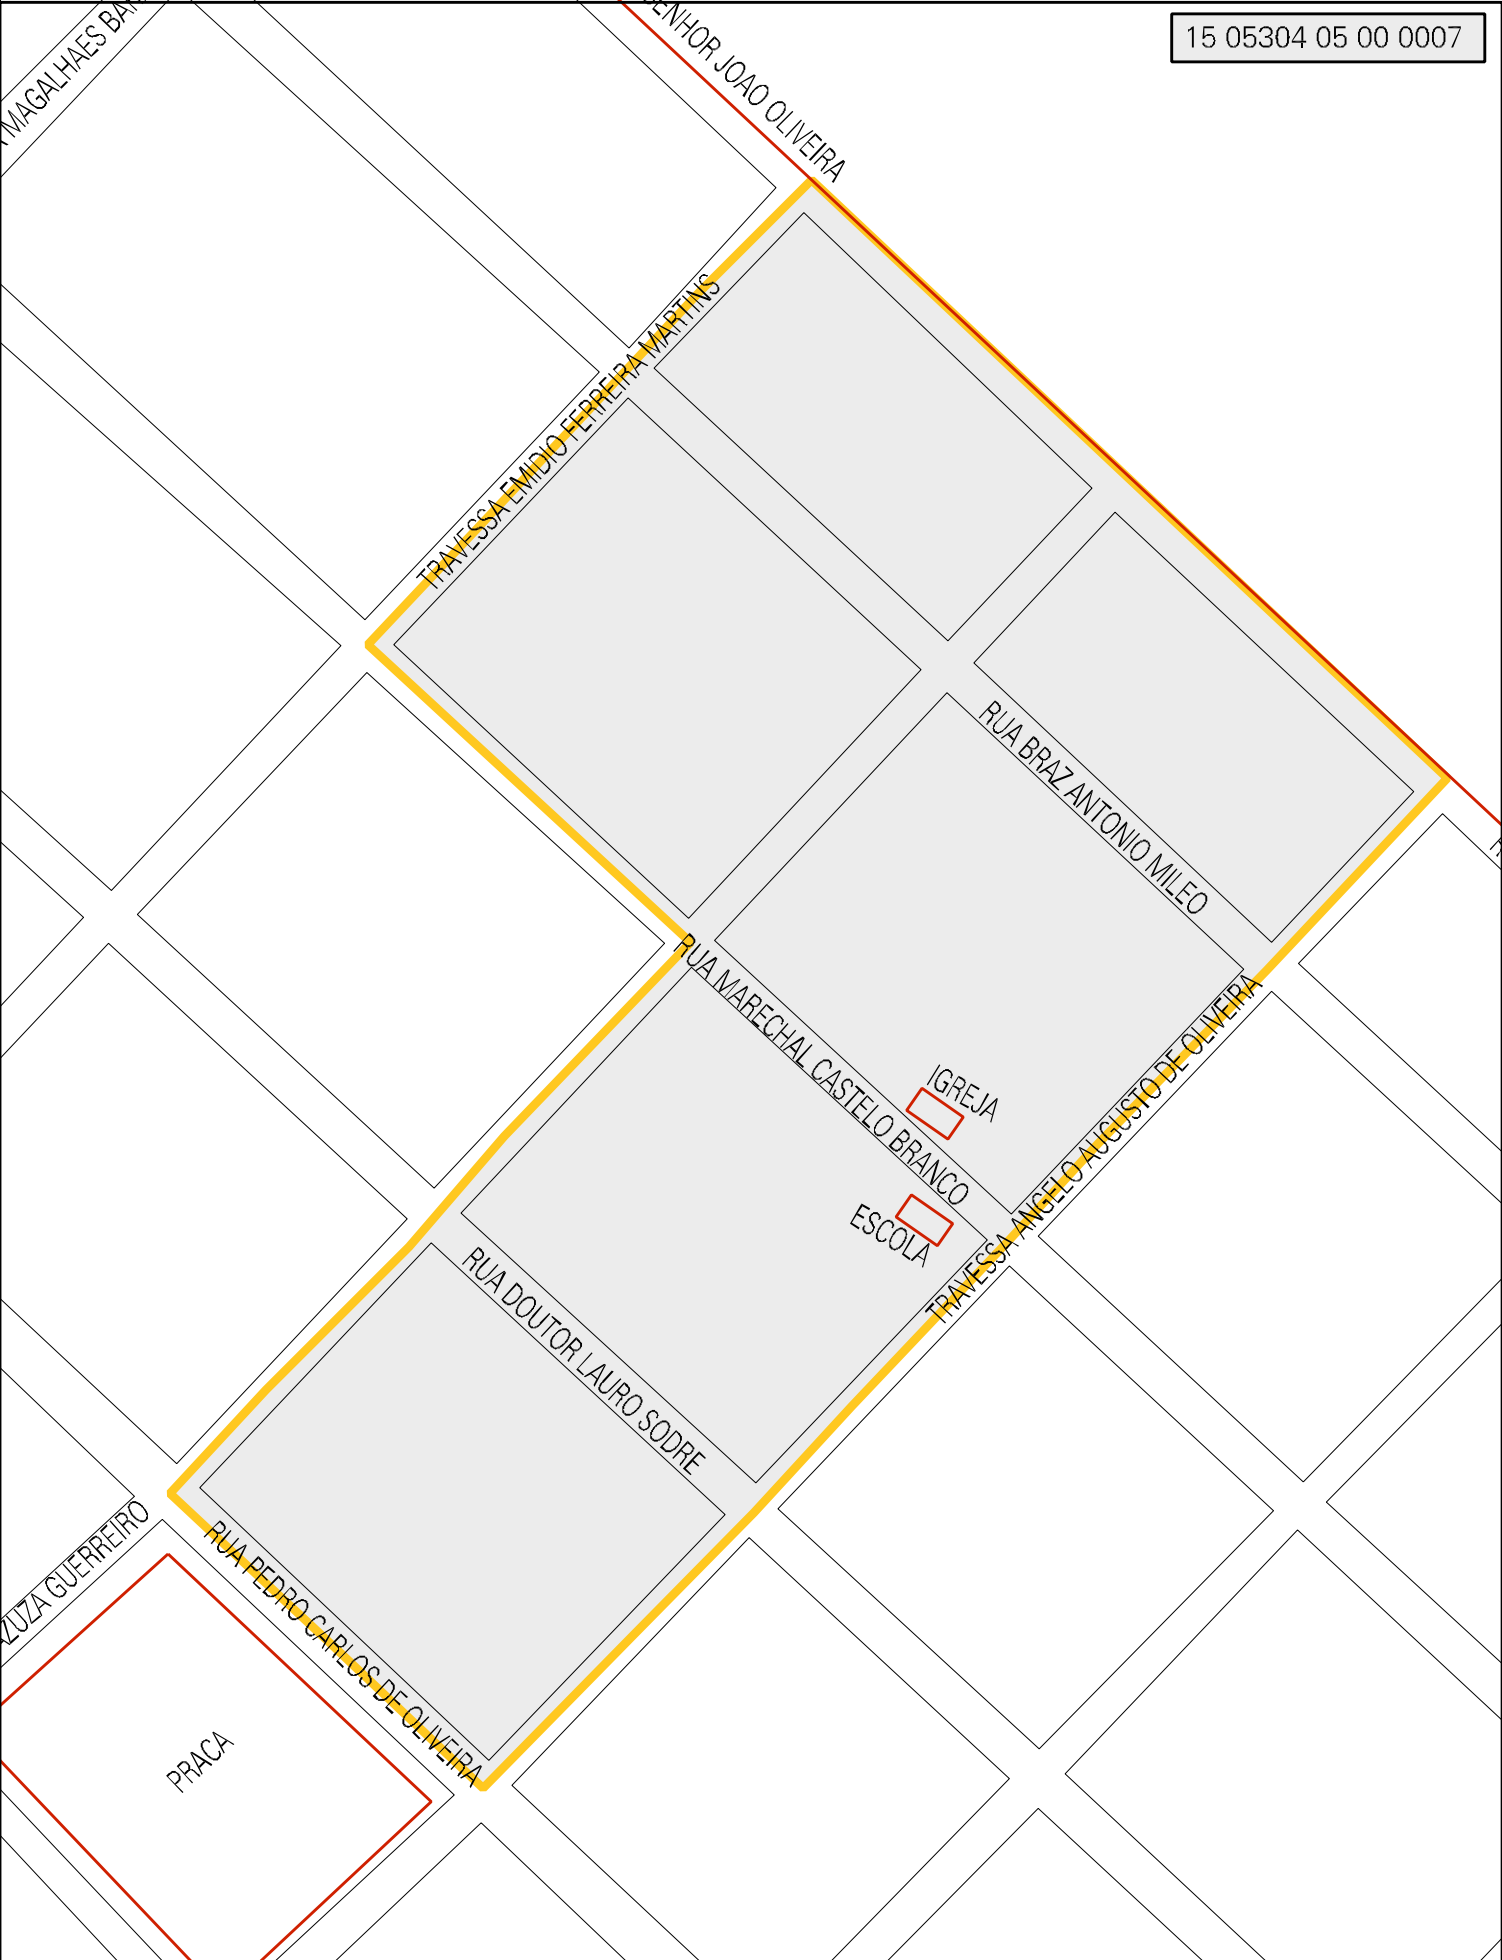 15 05304 05 00 0007
MAGALHAES
SENHOR JOAO OLIVEIRA
TRAVESSA EMIDIO FERREIRA MARTINS
RUA BRAZ ANTONIO MILEO
RUA MARECHAL CASTELO BRANCO
TRAVESSA ANGELO AUGUSTO DE OLIVEIRA
IGREJA
ESCOLA
RUA DOUTOR LAURO SODRE
RUA PEDRO CARLOS DE OLIVEIRA
AZUZA GUERREIRO
PRACA